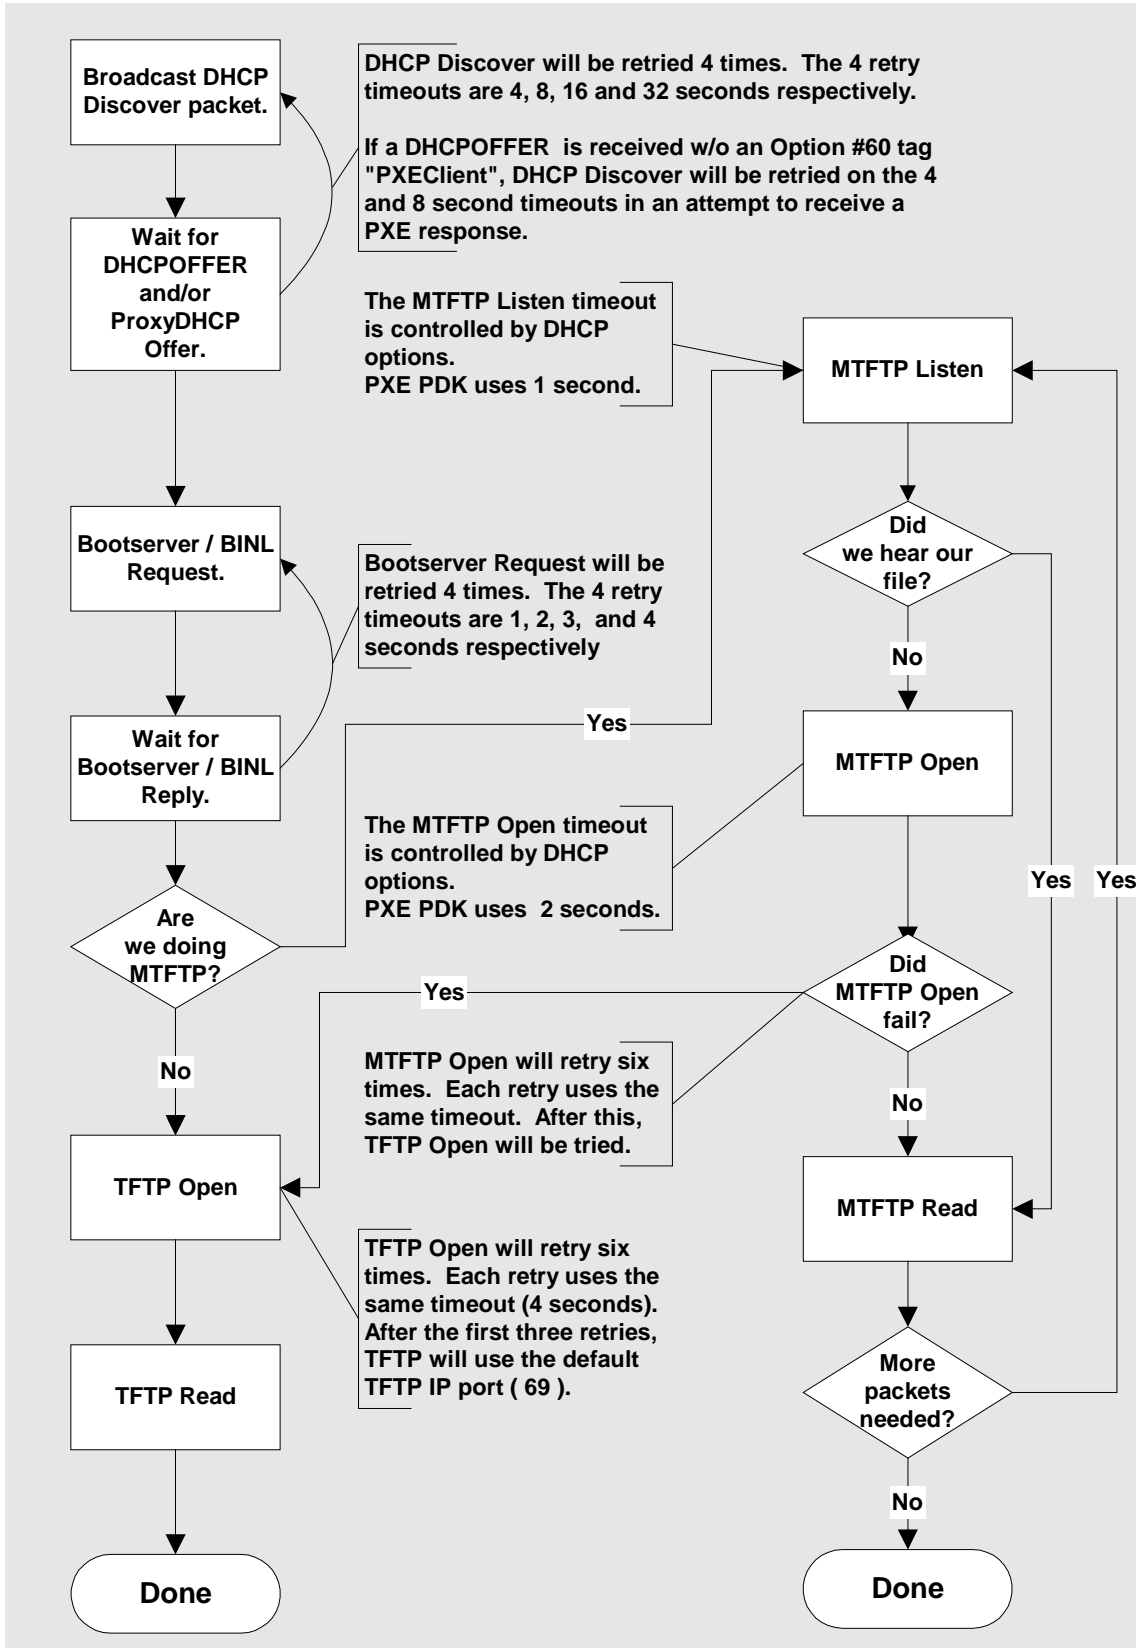 Broadcast DHCP
Discover packet.
DHCP Discover will be retried 4 times. The 4 retry
timeouts are 4, 8, 16 and 32 seconds respectively.
If a DHCPOFFER is received w/o an Option #60 tag
"PXEClient", DHCP Discover will be retried on the 4
and 8 second timeouts in an attempt to receive a
PXE response.
Wait for
DHCPOFFER
and/or
ProxyDHCP
Offer.
The MTFTP Listen timeout
is controlled by DHCP
options.
PXE PDK uses 1 second.
MTFTP Listen
Did
we hear our
file?
Bootserver / BINL
Request.
Bootserver Request will be
retried 4 times. The 4 retry
timeouts are 1, 2, 3, and 4
seconds respectively
No
Yes
Wait for
Bootserver / BINL
Reply.
MTFTP Open
The MTFTP Open timeout
is controlled by DHCP
options.
PXE PDK uses 2 seconds.
Yes
Yes
Are
we doing
MTFTP?
Did
MTFTP Open
fail?
Yes
No
MTFTP Open will retry six
times. Each retry uses the
same timeout. After this,
TFTP Open will be tried.
No
TFTP Open
MTFTP Read
TFTP Open will retry six
times. Each retry uses the
same timeout (4 seconds).
After the first three retries,
TFTP will use the default
TFTP IP port ( 69 ).
TFTP Read
More
packets
needed?
No
Done
Done